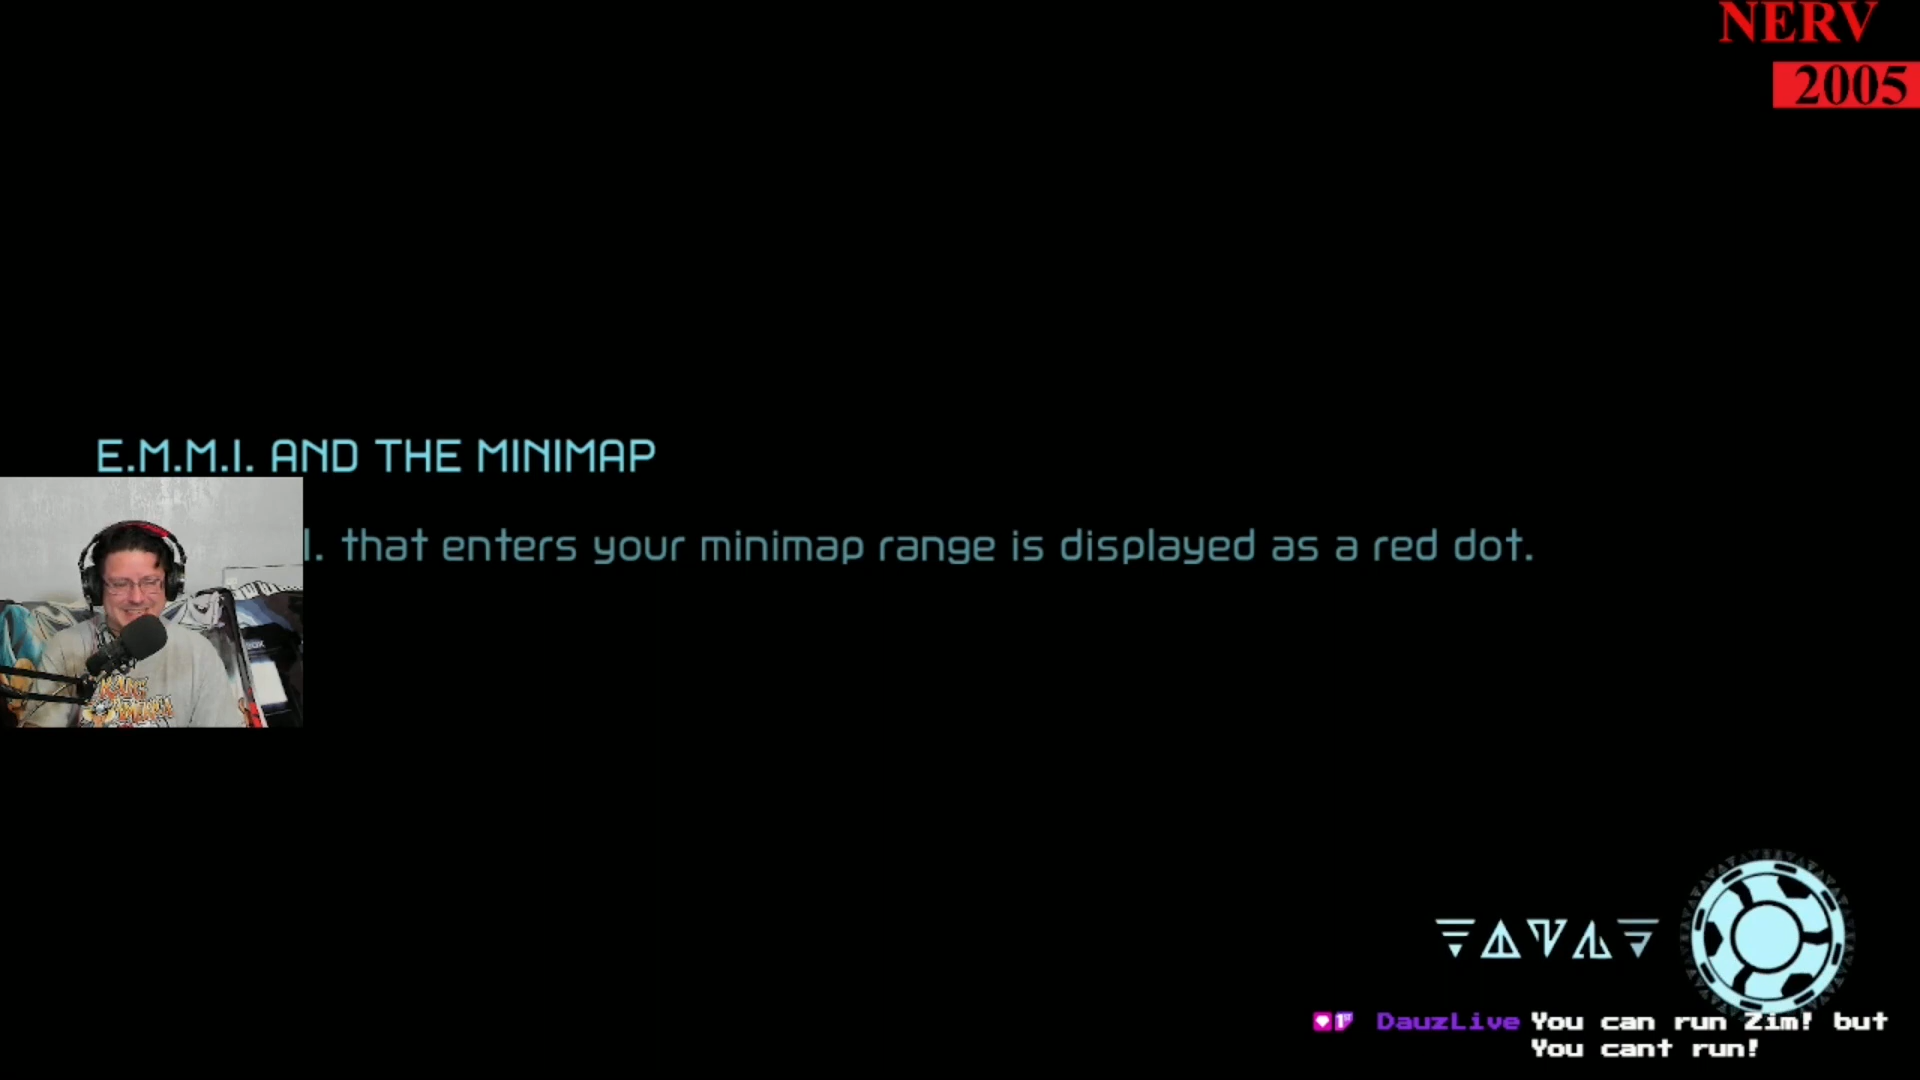 NERV
2005
E.M.M.I. AND THE MINIMAP
I. that enters your minimap range is displayed as a red dot.
DauzLive You can run Zim! but
You cant run!